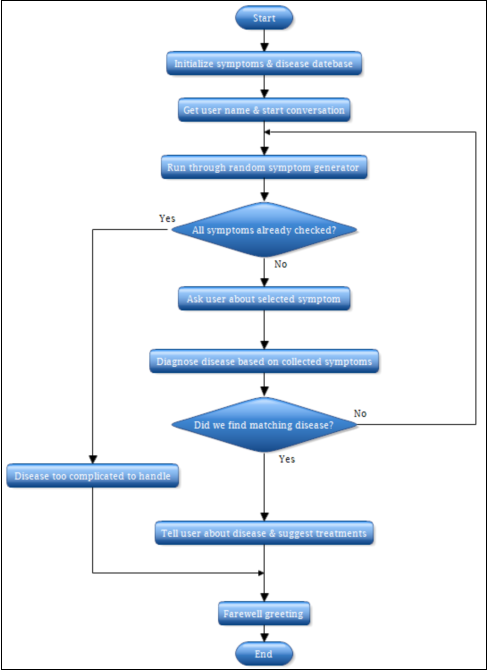 Start
Initialize symptoms & disease datebase
Get user name & start conversation
Run through random symptom generator
Yes
All symptoms already checked?
No
Ask user about selected symptom
Diagnose disease based on collected symptoms
No
Did we find matching disease?
Yes
Disease too complicated to handle
Tell user about disease & suggest treatments
Farewell greeting
End